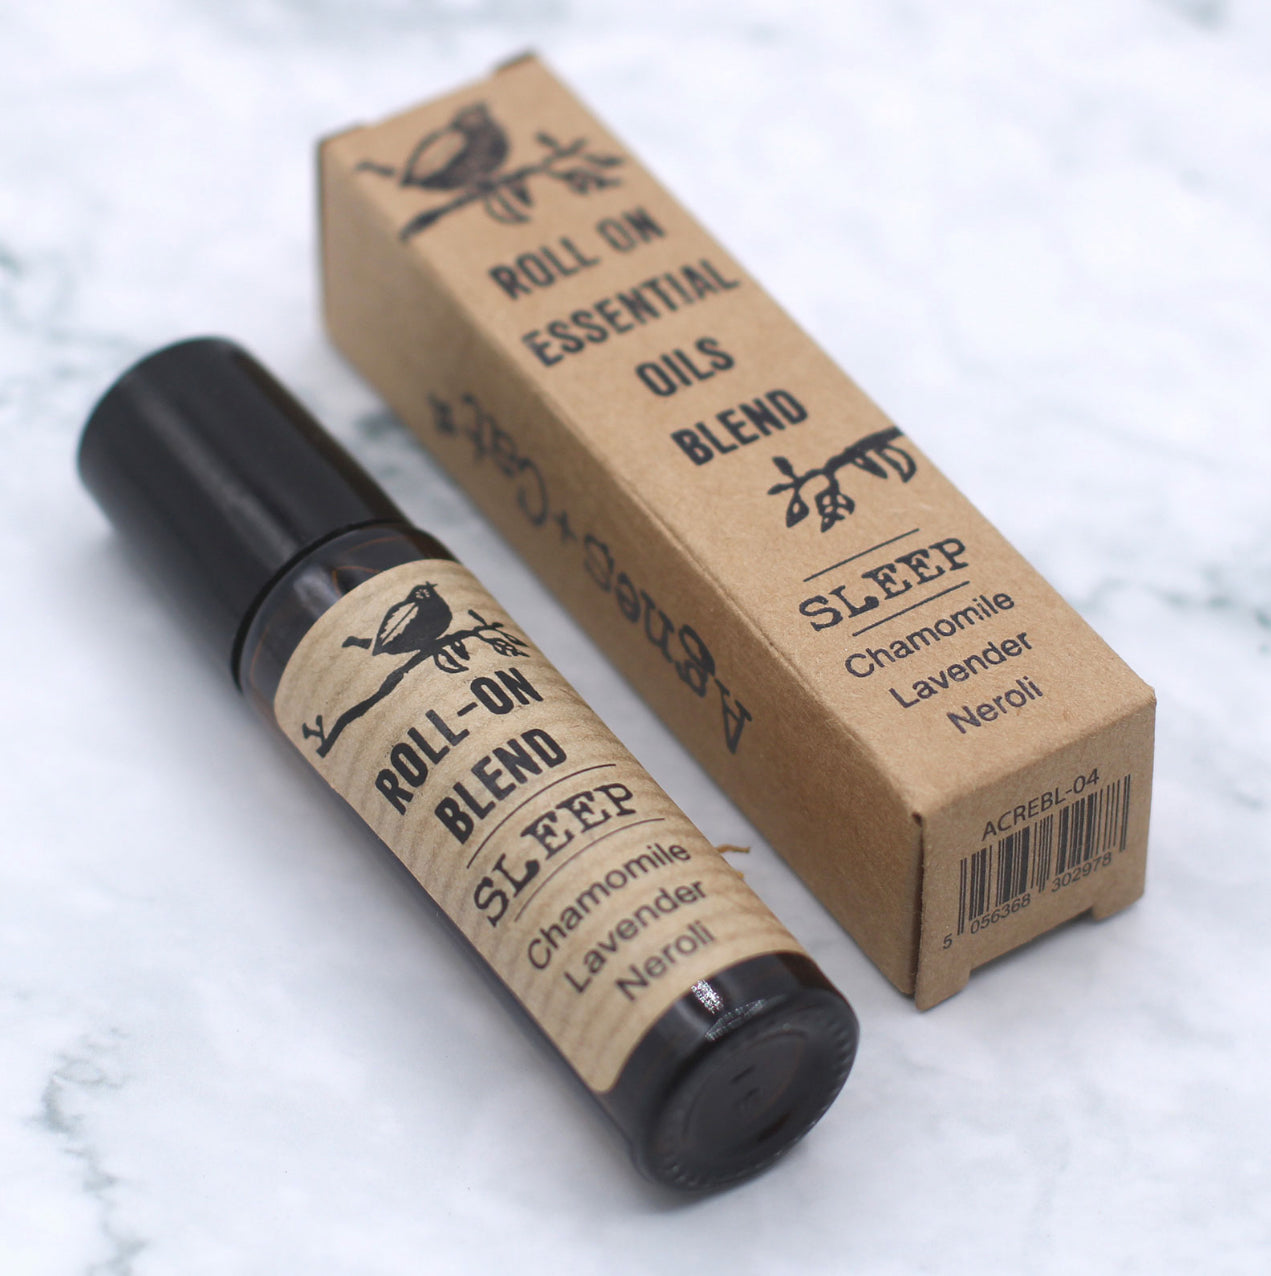 ROLL ON
ESSENTIAL
OILS
BLEND
SLEEP
Chamomile
Lavender
Neroli
Agnes + Cat
ACREBL-04
5 056368 302978
ROLL-ON
BLEND
SLEEP
Chamomile
Lavender
Neroli